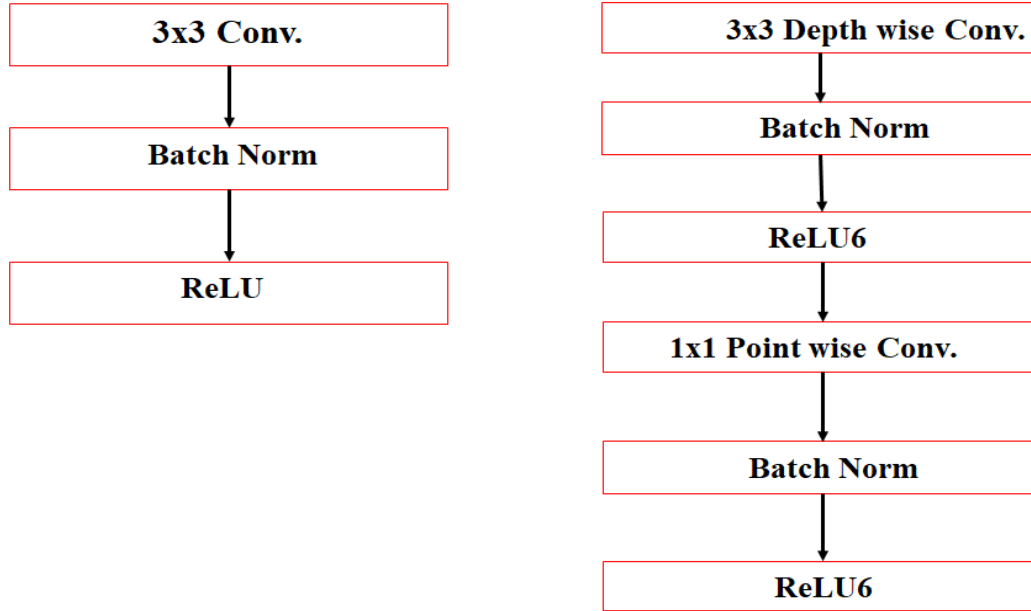 3x3 Conv.
Batch Norm
ReLU
3x3 Depth wise Conv.
Batch Norm
ReLU6
1x1 Point wise Conv.
Batch Norm
ReLU6